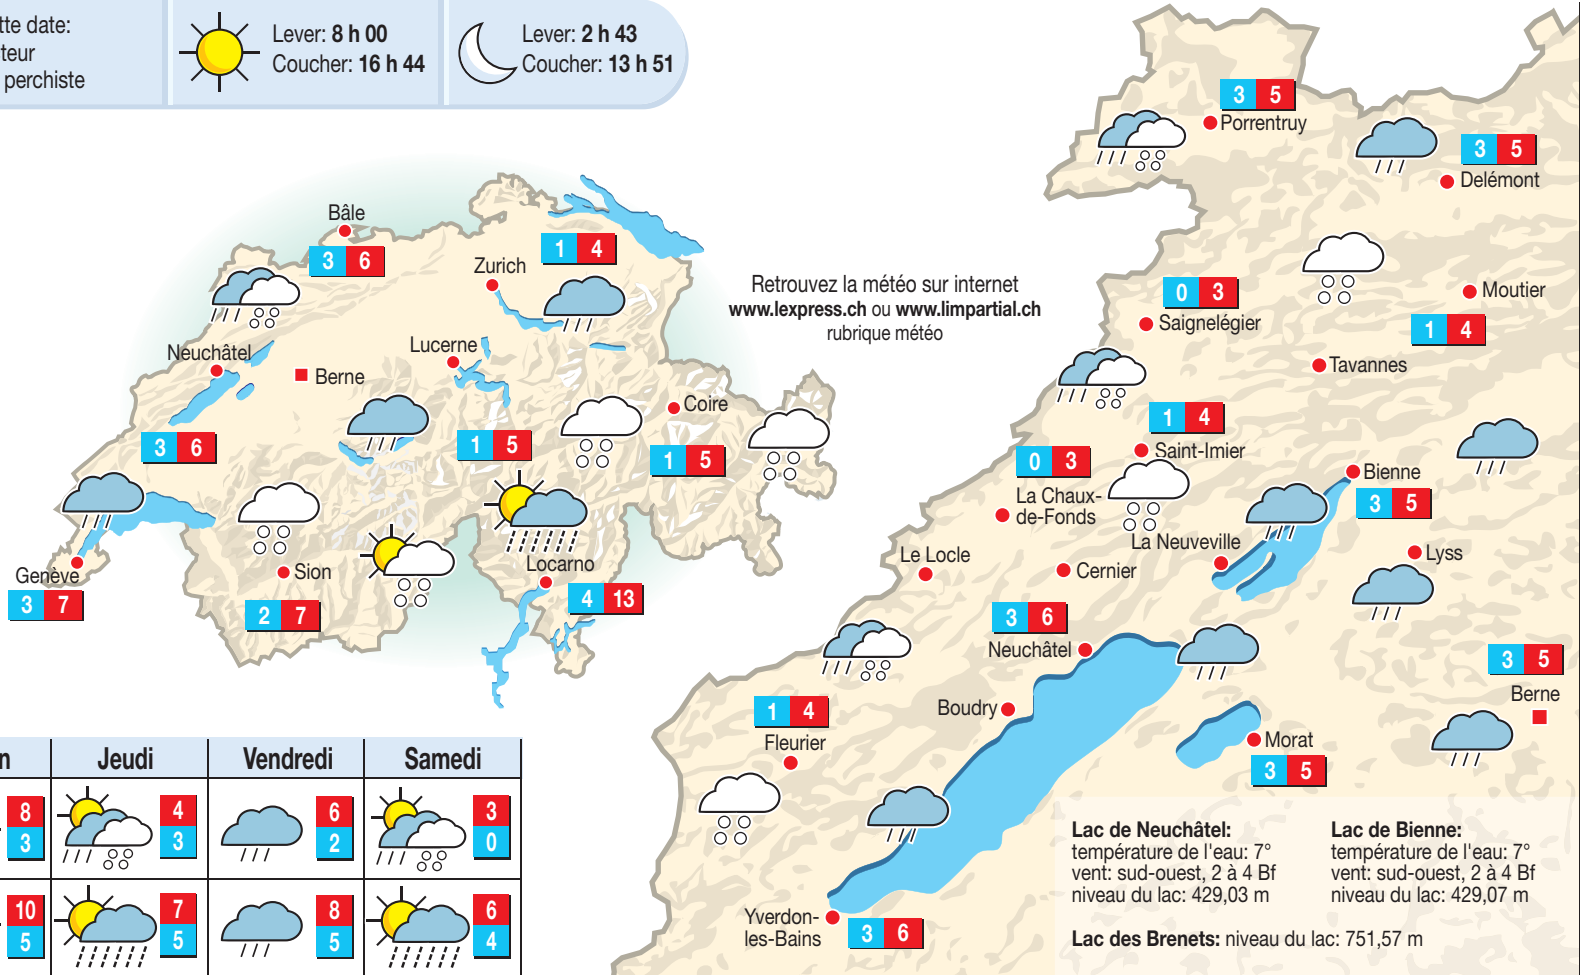 tte date:
teur
perchiste
Lever: 8 h 00
Coucher: 16 h 44
Lever: 2 h 43
Coucher: 13 h 51
Bâle
3 6
Zurich
1 4
Neuchâtel
Lucerne
Berne
Coire
3 6
1 5
1 5
Genève
3 7
Sion
2 7
Locarno
4 13
Retrouvez la météo sur internet
www.lexpress.ch ou www.limpartial.ch
rubrique météo
3 5
Porrentruy
3 5
Delémont
0 3
Saignelégier
Moutier
1 4
Tavannes
1 4
Saint-Imier
0 3
La Chaux-
de-Fonds
Bienne
3 5
La Neuveville
Lyss
Le Locle
Cernier
3 6
Neuchâtel
3 5
Berne
Boudry
1 4
Fleurier
Morat
3 5
Yverdon-
les-Bains
3 6
n
Jeudi
Vendredi
Samedi
8
3
4
3
6
2
3
0
10
5
7
5
8
5
6
4
Lac de Neuchâtel:
température de l'eau: 7°
vent: sud-ouest, 2 à 4 Bf
niveau du lac: 429,03 m
Lac de Bienne:
température de l'eau: 7°
vent: sud-ouest, 2 à 4 Bf
niveau du lac: 429,07 m
Lac des Brenets: niveau du lac: 751,57 m